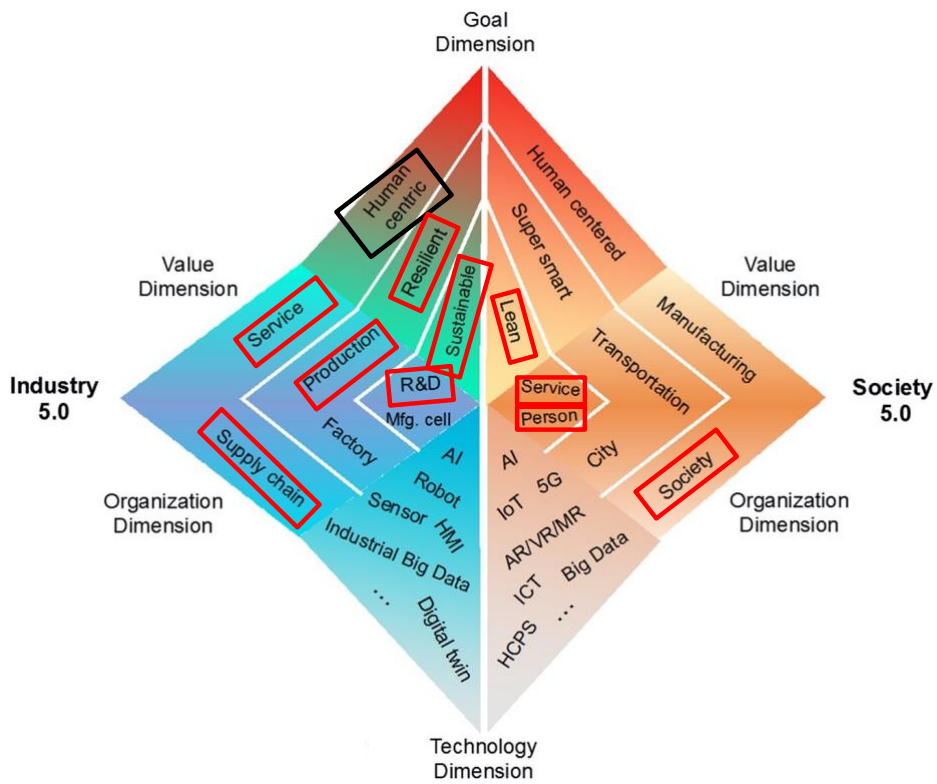 Goal
Dimension
Human
centric
Resilient
Sustainable
Lean
Super smart
Human centered
Value
Dimension
Value
Dimension
Service
Production
R&D
Mfg. cell
Factory
Supply chain
Industry
5.0
Service
Person
Transportation
Manufacturing
City
Society
Society
5.0
Organization
Dimension
Organization
Dimension
AI
Robot
Sensor HMI
Industrial Big Data
...
Digital twin
AI
IoT 5G
AR/VR/MR
ICT Big Data
HCPS ...
Technology
Dimension